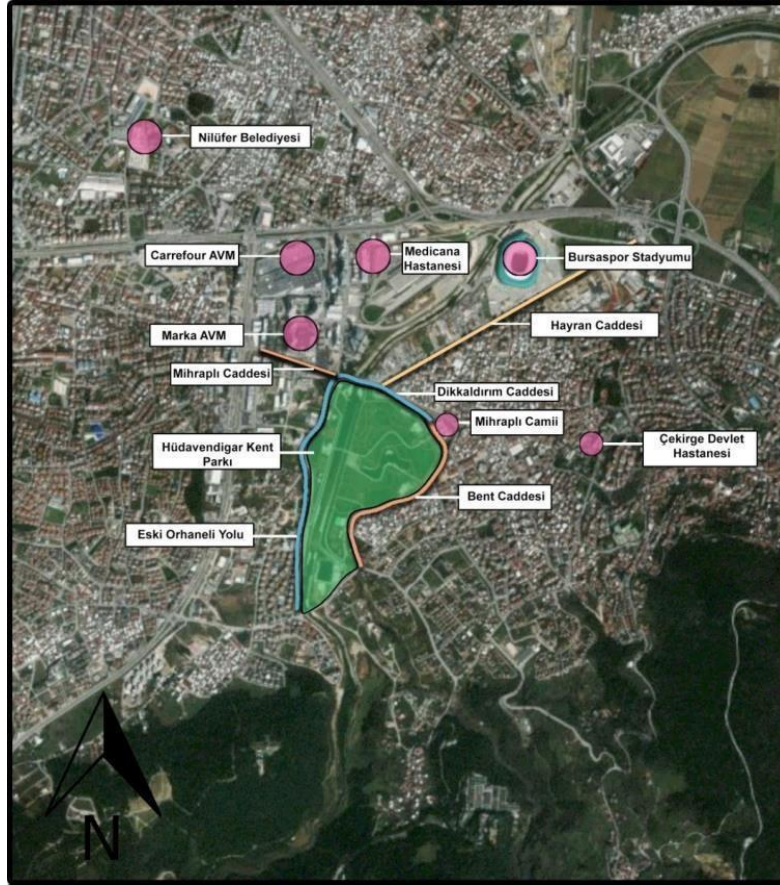 Nilüfer Belediyesi
Carrefour AVM
Medicana
Hastanesi
Bursaspor Stadyumu
Hayran Caddesi
Marka AVM
Mihraplı Caddesi
Dikkaldırım Caddesi
Mihraplı Camii
Çekirge Devlet
Hastanesi
Hüdavendigar Kent
Parkı
Bent Caddesi
Eski Orhaneli Yolu
N